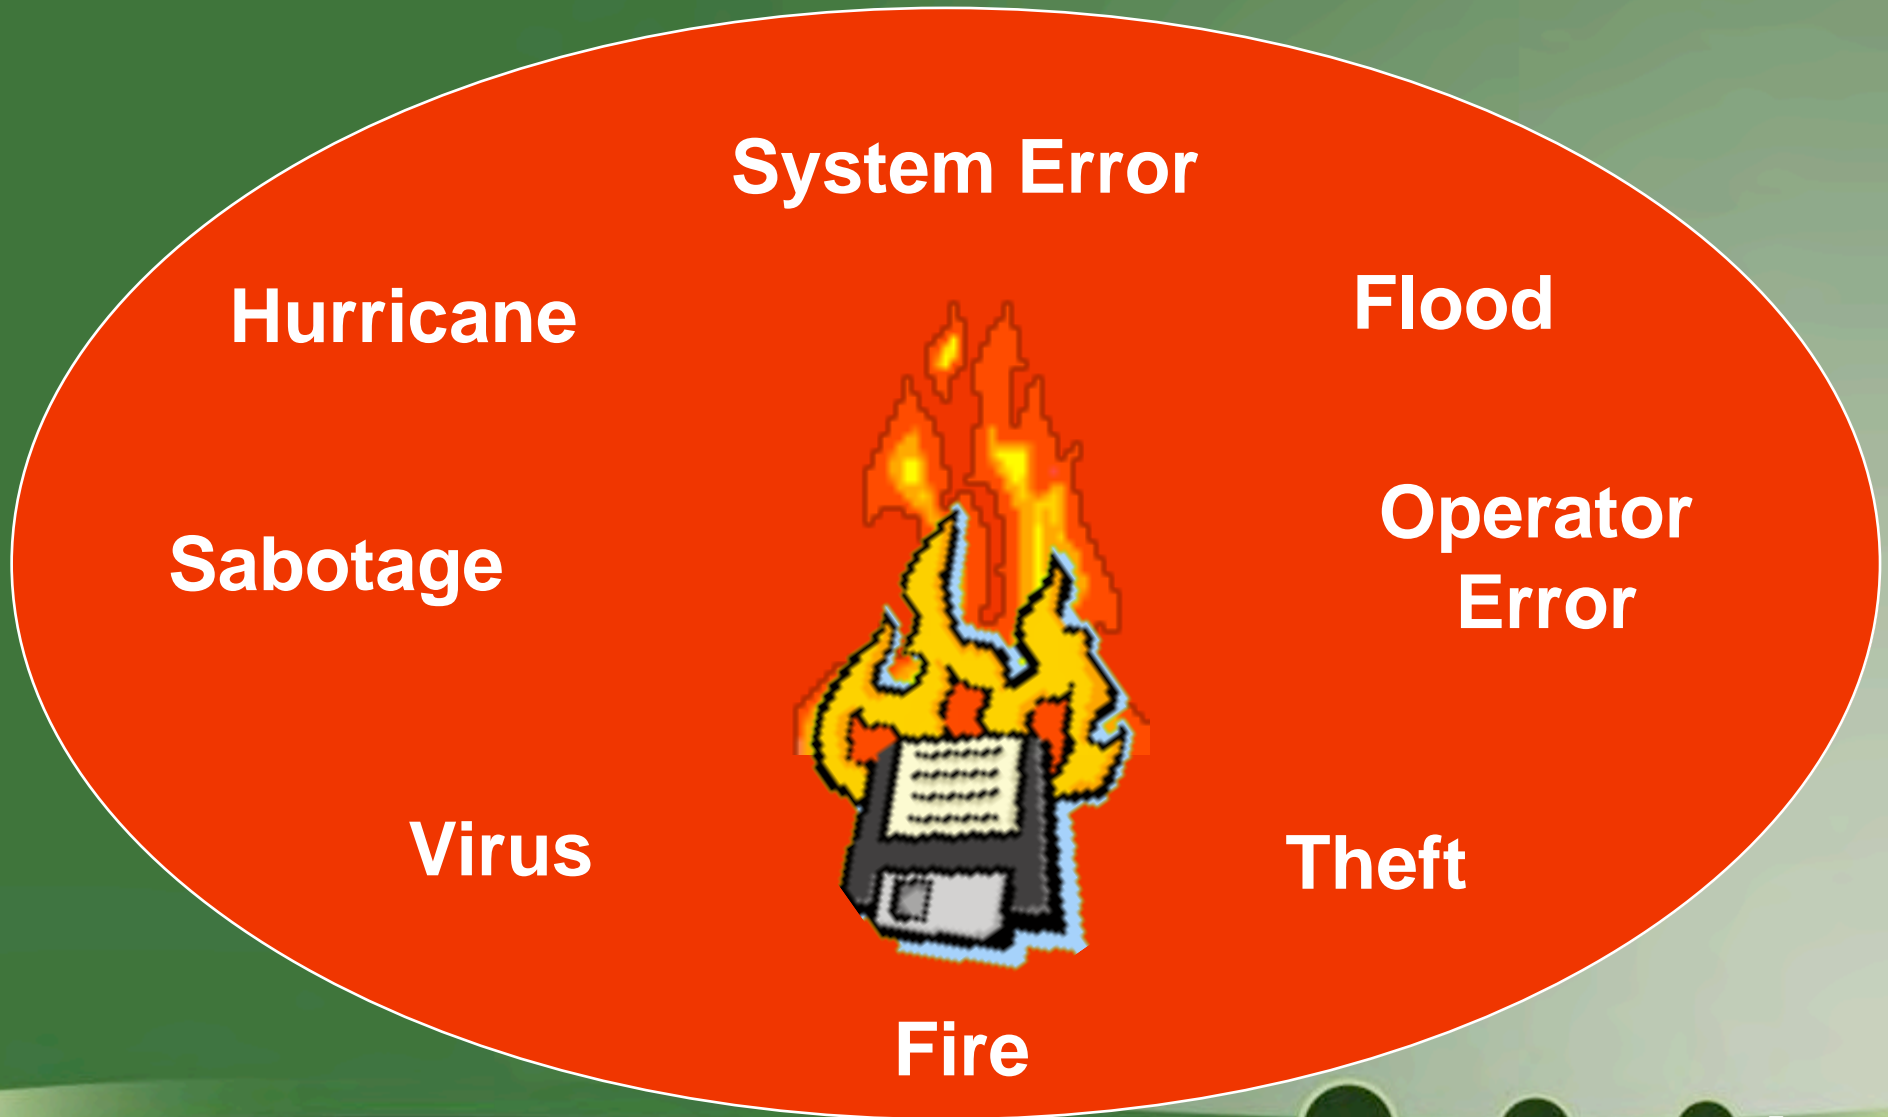 System Error
Hurricane
Flood
Sabotage
Operator
Error
Virus
Theft
Fire